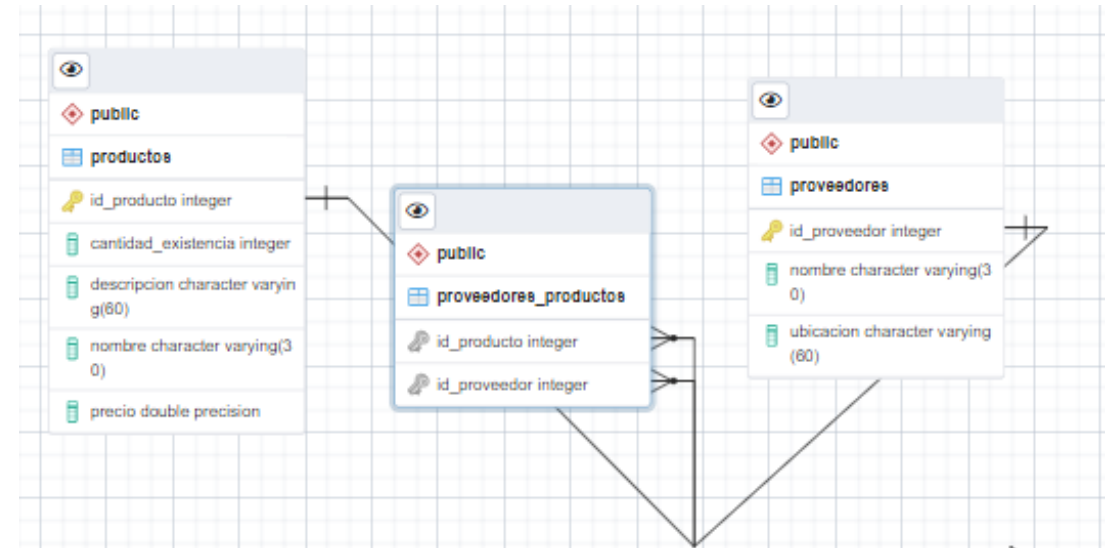 public
productos
id_producto integer
cantidad_existencia integer
descripcion character varyin
g(60)
nombre character varying(3
0)
precio double precision
public
proveedores_productos
id_producto integer
id_proveedor integer
public
proveedores
id_proveedor integer
nombre character varying(3
0)
ubicacion character varying
(60)